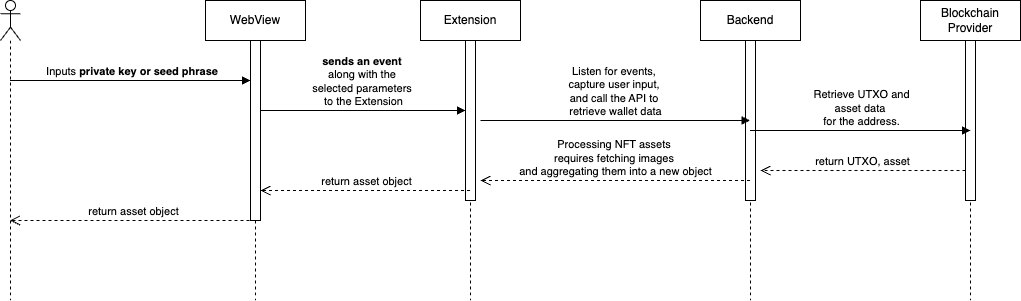 WebView
Extension
Backend
Blockchain
Provider
Inputs private key or seed phrase
sends an event
along with the
selected parameters
to the Extension
Listen for events,
capture user input,
and call the API to
retrieve wallet data
Retrieve UTXO and
asset data
for the address.
Processing NFT assets
requires fetching images
and aggregating them into a new object
return UTXO, asset
return asset object
return asset object